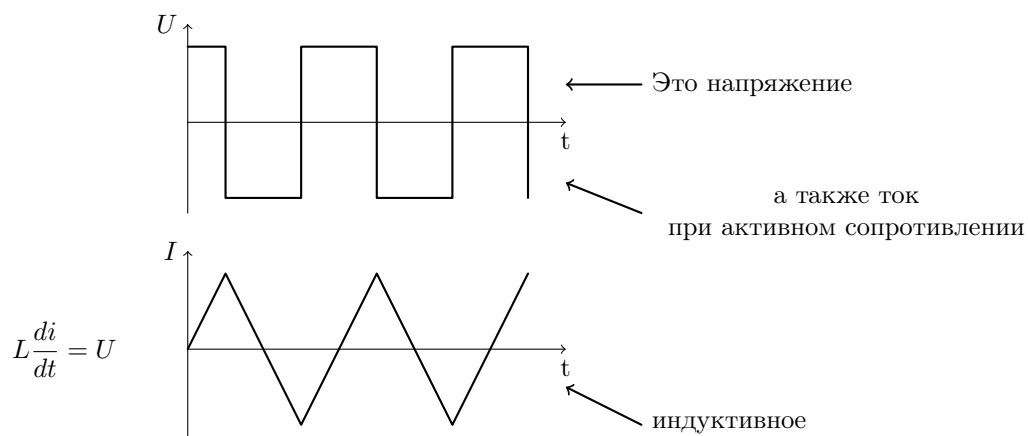 U
Это напряжение
t
а также ток
при активном сопротивлении
I
L di/dt = U
t
индуктивное